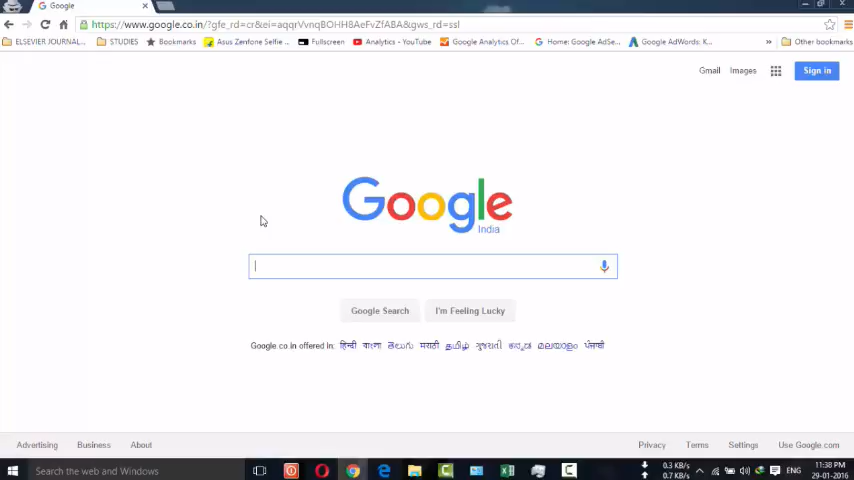 Google
https://www.google.co.in/?gfe_rd=cr&ei=aqqrVvnqBOHH8AeFvZfABA&gws_rd=ssl
ELSEVIER JOURNAL... STUDIES Bookmarks Asus Zenfone Selfie .. Fullscreen Analytics - YouTube Google Analytics Of... Home: Google AdSe... Google AdWords: K... » Other bookmarks
Gmail Images Sign in
Google
India
Google Search I'm Feeling Lucky
Google.co.in offered in: हिन्दी বাংলা తెలుగు मराठी தமிழ் ગુજરાતી ಕನ್ನಡ മലയാളം ਪੰਜਾਬੀ
Advertising Business About Privacy Terms Settings Use Google.com
Search the web and Windows 0.3 KB/s ENG 11:38 PM
0.7 KB/s 29-01-2016